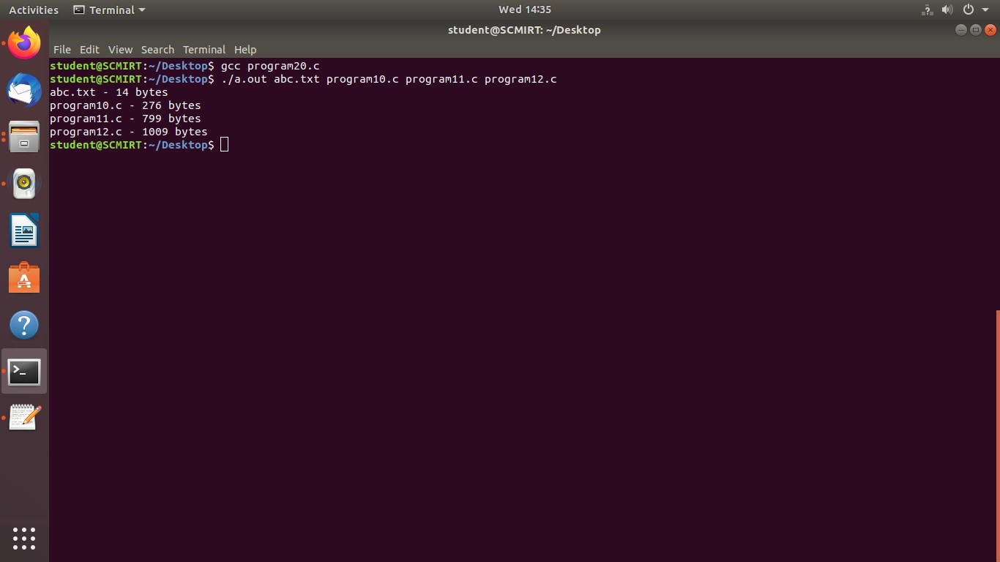 Activities Terminal Wed 14:35
student@SCMIRT: ~/Desktop
File Edit View Search Terminal Help
student@SCMIRT:~/Desktop$ gcc program20.c
student@SCMIRT:~/Desktop$ ./a.out abc.txt program10.c program11.c program12.c
abc.txt - 14 bytes
program10.c - 276 bytes
program11.c - 799 bytes
program12.c - 1009 bytes
student@SCMIRT:~/Desktop$